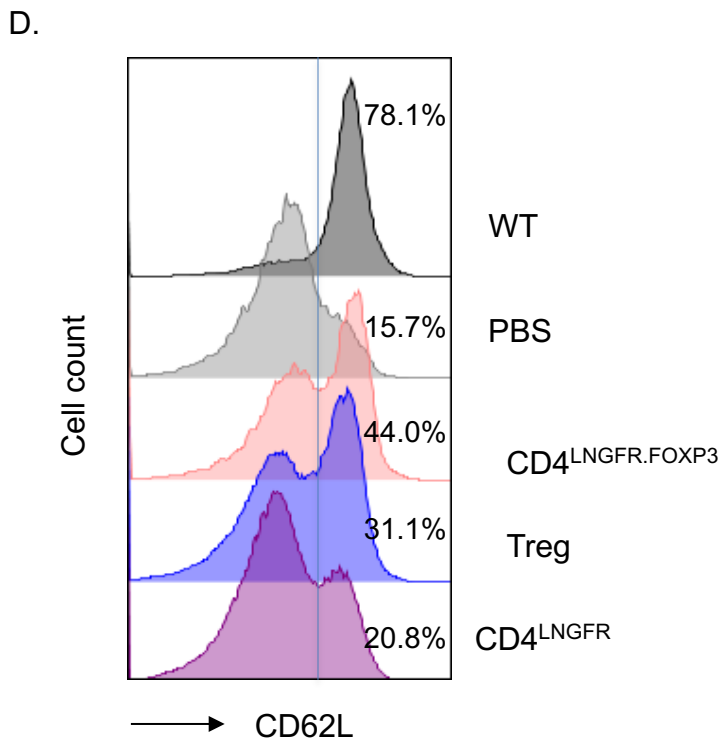 D.
78.1%
WT
15.7%
PBS
44.0%
CD4LNGFR.FOXP3
31.1%
Treg
20.8%
CD4LNGFR
Cell count
CD62L